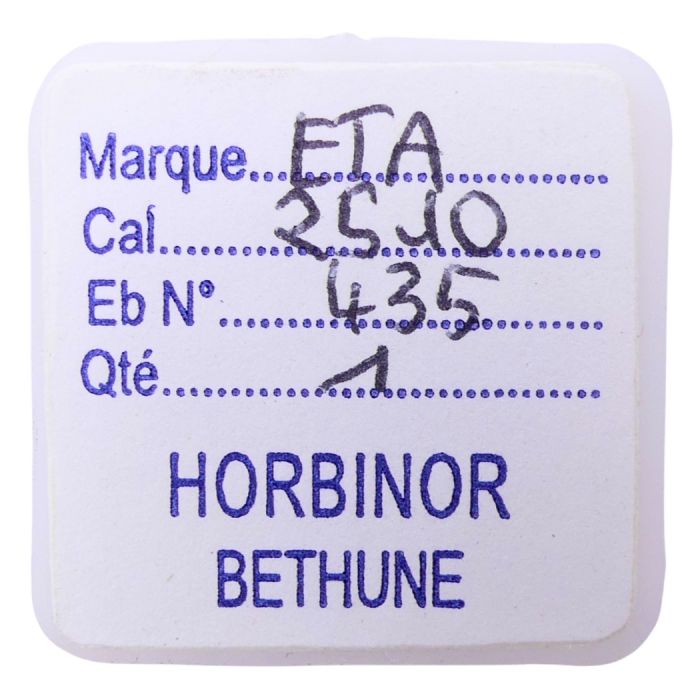 Marque....ETA..............
Cal........2510............
Eb N°........435...........
Qté..........1.............
HORBINOR
BETHUNE